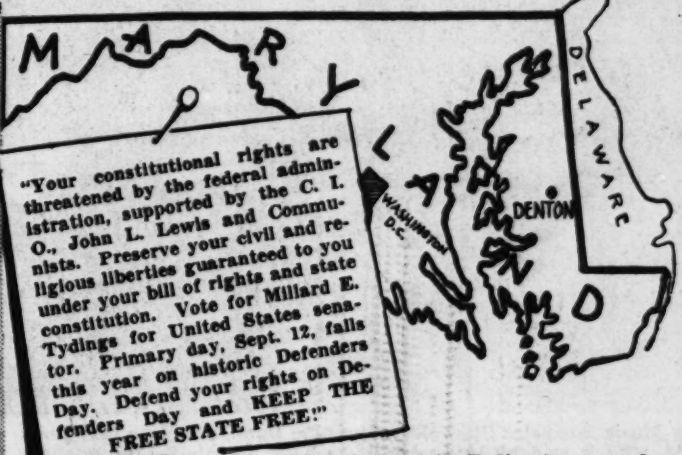 MARYLAND
DELAWARE
WASHINGTON
D.C.
DENTON
"Your constitutional rights are
threatened by the federal admin-
istration, supported by the C. I.
O., John L. Lewis and Commu-
nists. Preserve your civil and re-
ligious liberties guaranteed to you
under your bill of rights and state
constitution. Vote for Millard E.
Tydings for United States sena-
tor. Primary day, Sept. 12, falls
this year on historic Defenders
Day. Defend your rights on De-
fenders Day and KEEP THE
FREE STATE FREE!"